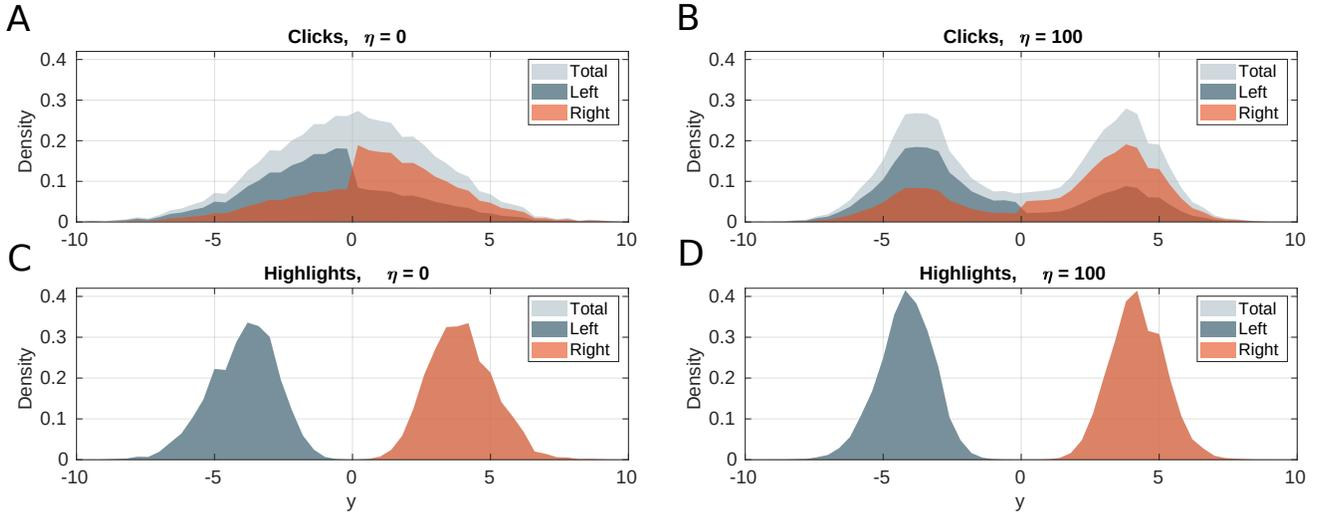 A
Clicks, η = 0
Density
0.4
0.3
0.2
0.1
0
-10
-5
0
5
10
Total
Left
Right
B
Clicks, η = 100
Density
0.4
0.3
0.2
0.1
0
-10
-5
0
5
10
Total
Left
Right
C
Highlights, η = 0
Density
0.4
0.3
0.2
0.1
0
-10
-5
0
5
10
y
Total
Left
Right
D
Highlights, η = 100
Density
0.4
0.3
0.2
0.1
0
-10
-5
0
5
10
y
Total
Left
Right